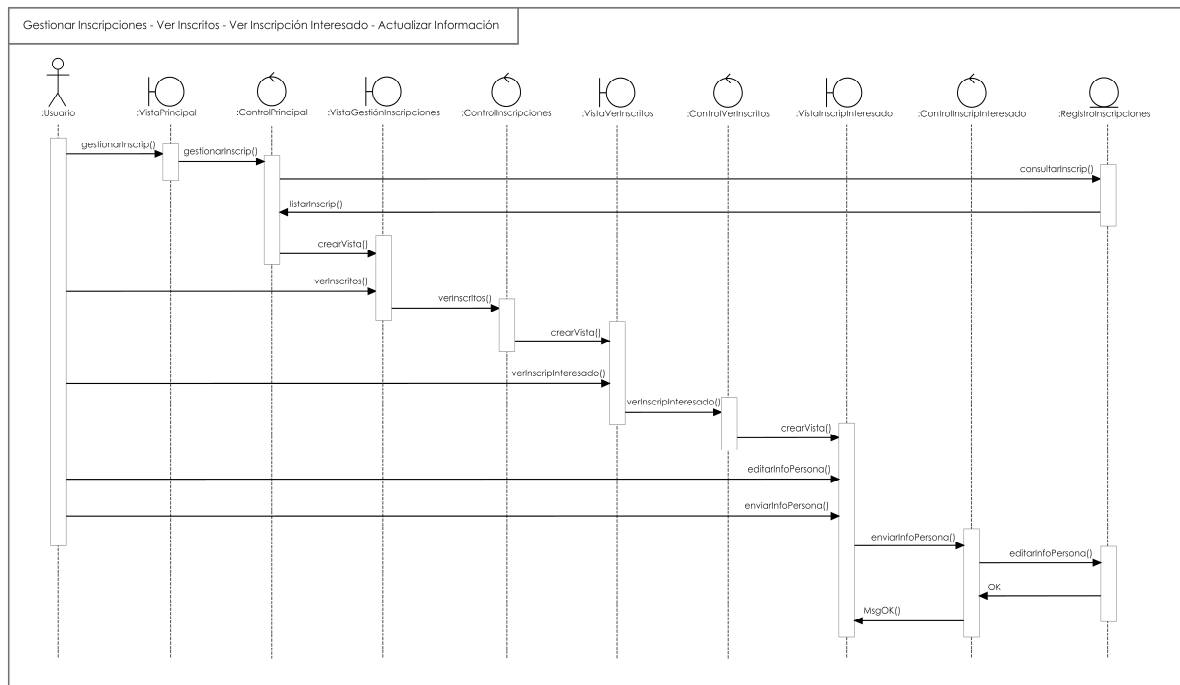 Gestionar Inscripciones - Ver Inscritos - Ver Inscripción Interesado - Actualizar Información
:Usuario
:VistaPrincipal
:ControlPrincipal
:VistaGestiónInscripciones
:ControlInscripciones
:VistaVerInscritos
:ControlVerInscritos
:VistaInscripInteresado
:ControlInscripInteresado
:RegistroInscripciones
gestionarInscrip()
gestionarInscrip()
consultarInscrip()
listarInscrip()
crearVista()
verInscritos()
verInscritos()
crearVista()
verInscripInteresado()
verInscripInteresado()
crearVista()
editarInfoPersona()
enviarInfoPersona()
enviarInfoPersona()
editarInfoPersona()
OK
MsgOK()